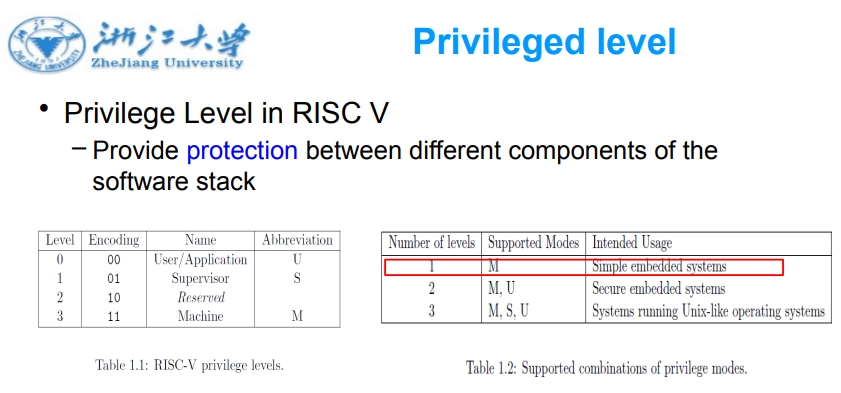 浙江大学
ZheJiang University
Privileged level
• Privilege Level in RISC V
– Provide protection between different components of the
software stack
Level Encoding Name Abbreviation
0 00 User/Application U
1 01 Supervisor S
2 10 Reserved
3 11 Machine M
Table 1.1: RISC-V privilege levels.
Number of levels Supported Modes Intended Usage
1 M Simple embedded systems
2 M, U Secure embedded systems
3 M, S, U Systems running Unix-like operating systems
Table 1.2: Supported combinations of privilege modes.